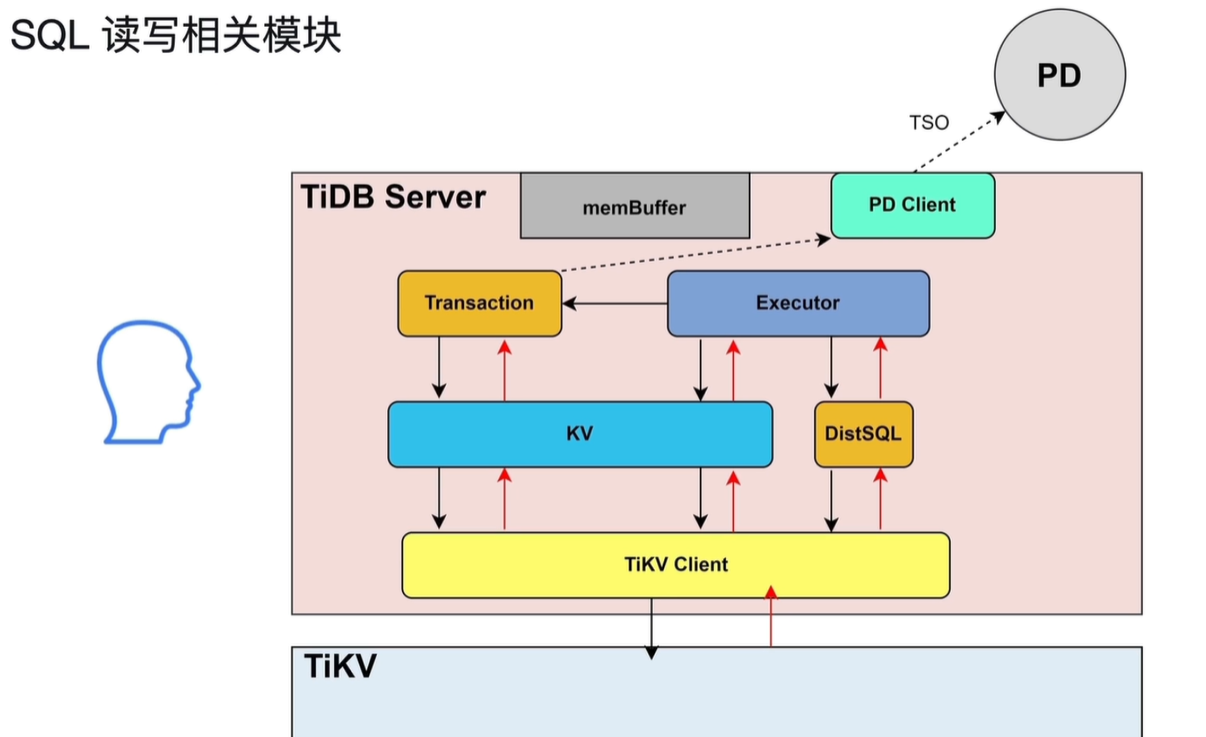 SQL 读写相关模块
PD
TSO
TiDB Server
memBuffer
PD Client
Transaction
Executor
KV
DistSQL
TiKV Client
TiKV